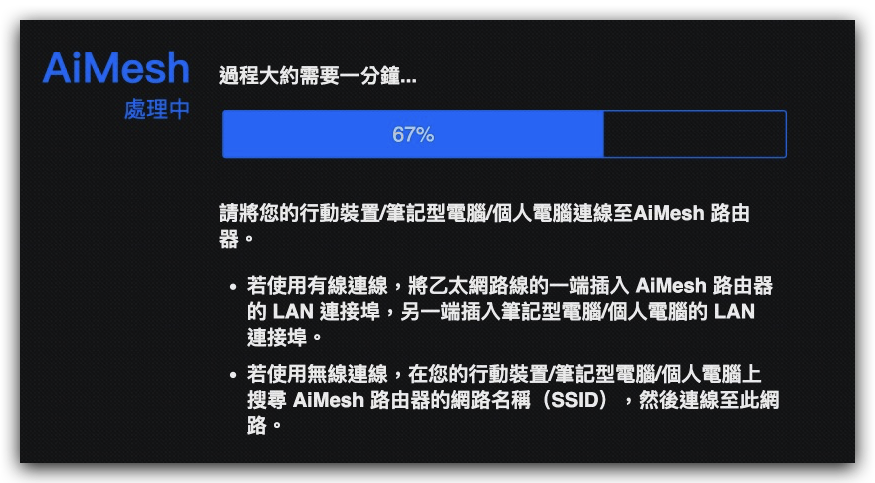 AiMesh
處理中
過程大約需要一分鐘...
67%
請將您的行動裝置/筆記型電腦/個人電腦連線至AiMesh 路由
器。
• 若使用有線連線，將乙太網路線的一端插入 AiMesh 路由器
的 LAN 連接埠，另一端插入筆記型電腦/個人電腦的 LAN
連接埠。
• 若使用無線連線，在您的行動裝置/筆記型電腦/個人電腦上
搜尋 AiMesh 路由器的網路名稱（SSID），然後連線至此網
路。